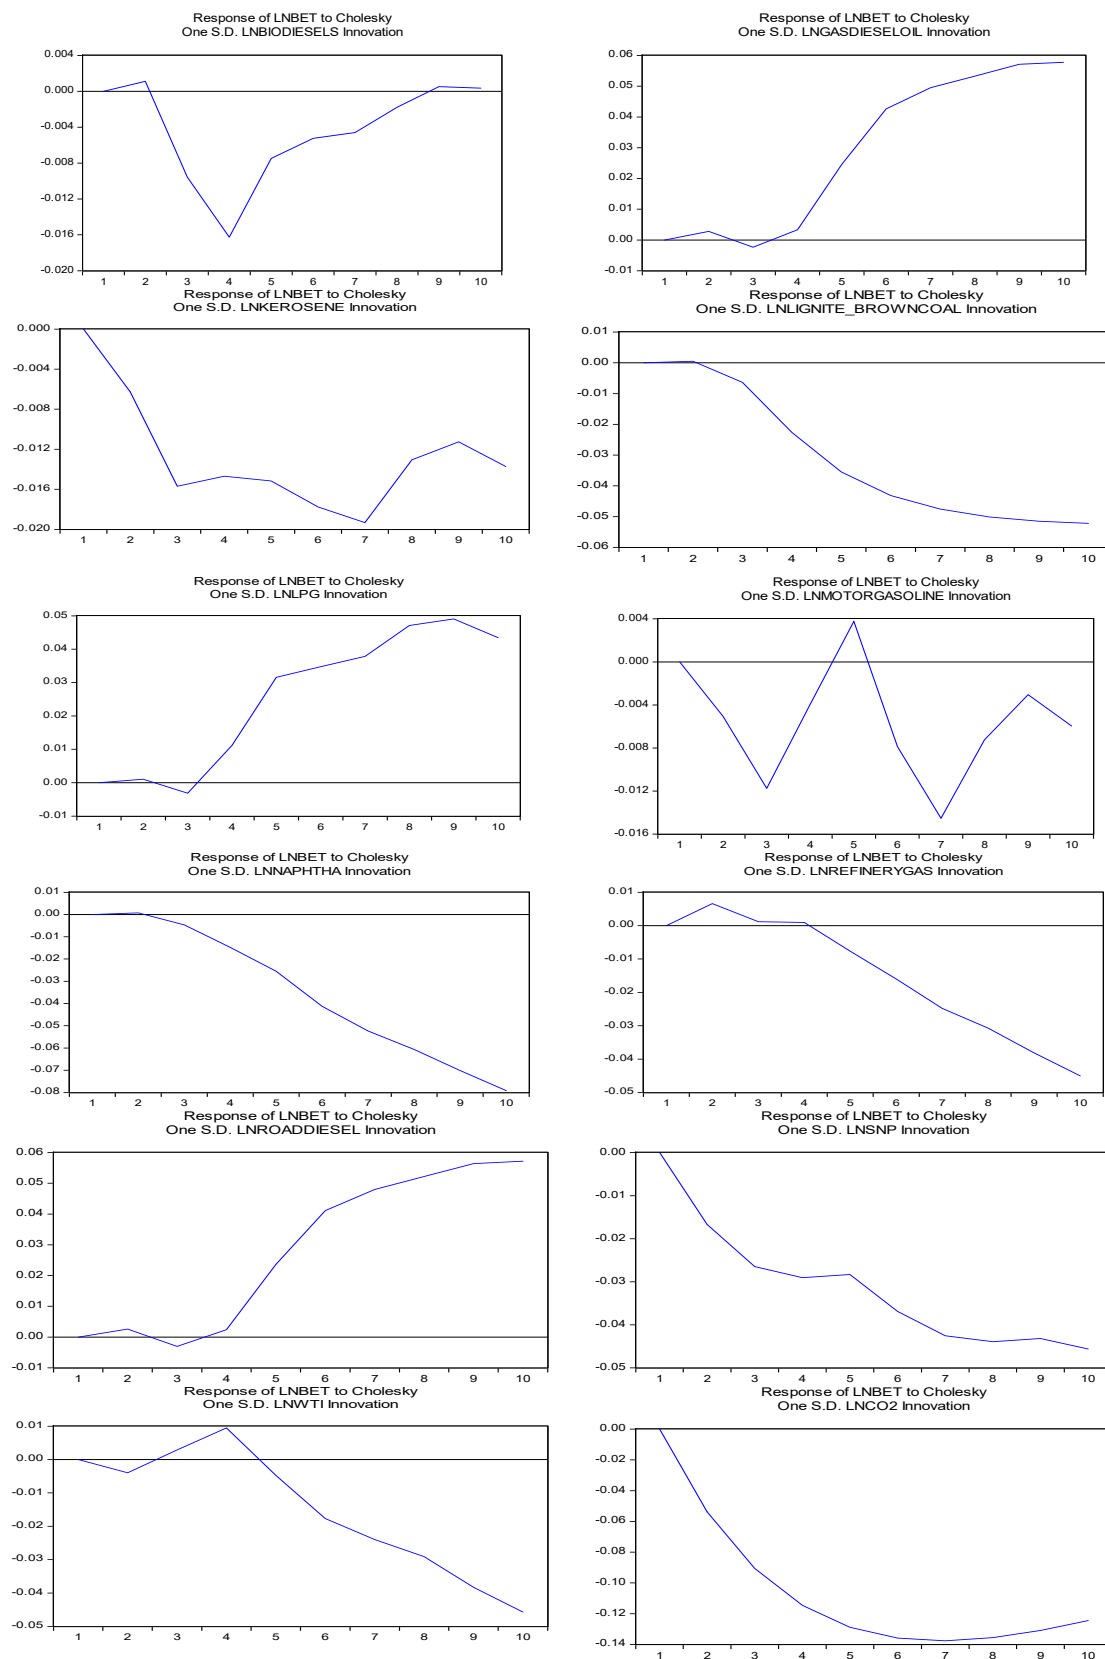 Response of LNBET to Cholesky
One S.D. LNBIODIESELS Innovation
0.004
0.000
-0.004
-0.008
-0.012
-0.016
-0.020
1 2 3 4 5 6 7 8 9 10
Response of LNBET to Cholesky
One S.D. LNGASDIESELOIL Innovation
0.06
0.05
0.04
0.03
0.02
0.01
0.00
-0.01
1 2 3 4 5 6 7 8 9 10
Response of LNBET to Cholesky
One S.D. LNKEROSENE Innovation
0.000
-0.004
-0.008
-0.012
-0.016
-0.020
1 2 3 4 5 6 7 8 9 10
Response of LNBET to Cholesky
One S.D. LNLIGNITE_BROWNCOAL Innovation
0.01
0.00
-0.01
-0.02
-0.03
-0.04
-0.05
-0.06
1 2 3 4 5 6 7 8 9 10
Response of LNBET to Cholesky
One S.D. LNLPG Innovation
0.05
0.04
0.03
0.02
0.01
0.00
-0.01
1 2 3 4 5 6 7 8 9 10
Response of LNBET to Cholesky
One S.D. LNMOTORGASOLINE Innovation
0.004
0.000
-0.004
-0.008
-0.012
-0.016
1 2 3 4 5 6 7 8 9 10
Response of LNBET to Cholesky
One S.D. LNNAPHTHA Innovation
0.01
0.00
-0.01
-0.02
-0.03
-0.04
-0.05
-0.06
-0.07
-0.08
1 2 3 4 5 6 7 8 9 10
Response of LNBET to Cholesky
One S.D. LNREFINERYGAS Innovation
0.01
0.00
-0.01
-0.02
-0.03
-0.04
-0.05
1 2 3 4 5 6 7 8 9 10
Response of LNBET to Cholesky
One S.D. LNROADDIESEL Innovation
0.06
0.05
0.04
0.03
0.02
0.01
0.00
-0.01
1 2 3 4 5 6 7 8 9 10
Response of LNBET to Cholesky
One S.D. LNSNP Innovation
0.00
-0.01
-0.02
-0.03
-0.04
-0.05
1 2 3 4 5 6 7 8 9 10
Response of LNBET to Cholesky
One S.D. LNWTI Innovation
0.01
0.00
-0.01
-0.02
-0.03
-0.04
-0.05
1 2 3 4 5 6 7 8 9 10
Response of LNBET to Cholesky
One S.D. LNCO2 Innovation
0.00
-0.02
-0.04
-0.06
-0.08
-0.10
-0.12
-0.14
1 2 3 4 5 6 7 8 9 10